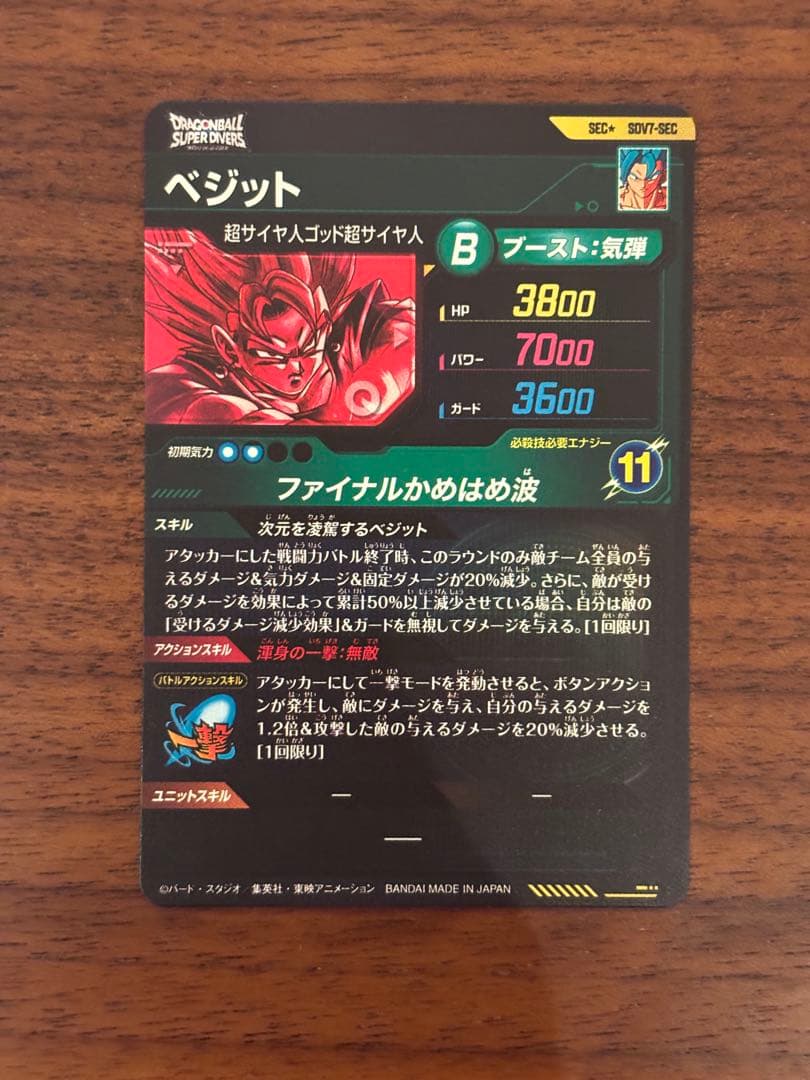 DRAGONBALL
SUPER DIVERS
SEC★ SDV7-SEC
ベジット
超サイヤ人ゴッド超サイヤ人
B ブースト:気弾
HP 3800
パワー 7000
ガード 3600
初期気力
必殺技必要エナジー
11
ファイナルかめはめ波
スキル 次元を凌駕するベジット
アタッカーにした戦闘力バトル終了時、このラウンドのみ敵チーム全員の与
えるダメージ&気力ダメージ&固定ダメージが20%減少。さらに、敵が受け
るダメージを効果によって累計50%以上減少させている場合、自分は敵の
「受けるダメージ減少効果」&ガードを無視してダメージを与える。[1回限り]
アクションスキル 渾身の一撃:無敵
バトルアクションスキル
一撃
アタッカーにして一撃モードを発動させると、ボタンアクショ
ンが発生し、敵にダメージを与え、自分の与えるダメージを
1.2倍&攻撃した敵の与えるダメージを20%減少させる。
[1回限り]
ユニットスキル — —
—
©バード・スタジオ/集英社・東映アニメーション BANDAI MADE IN JAPAN